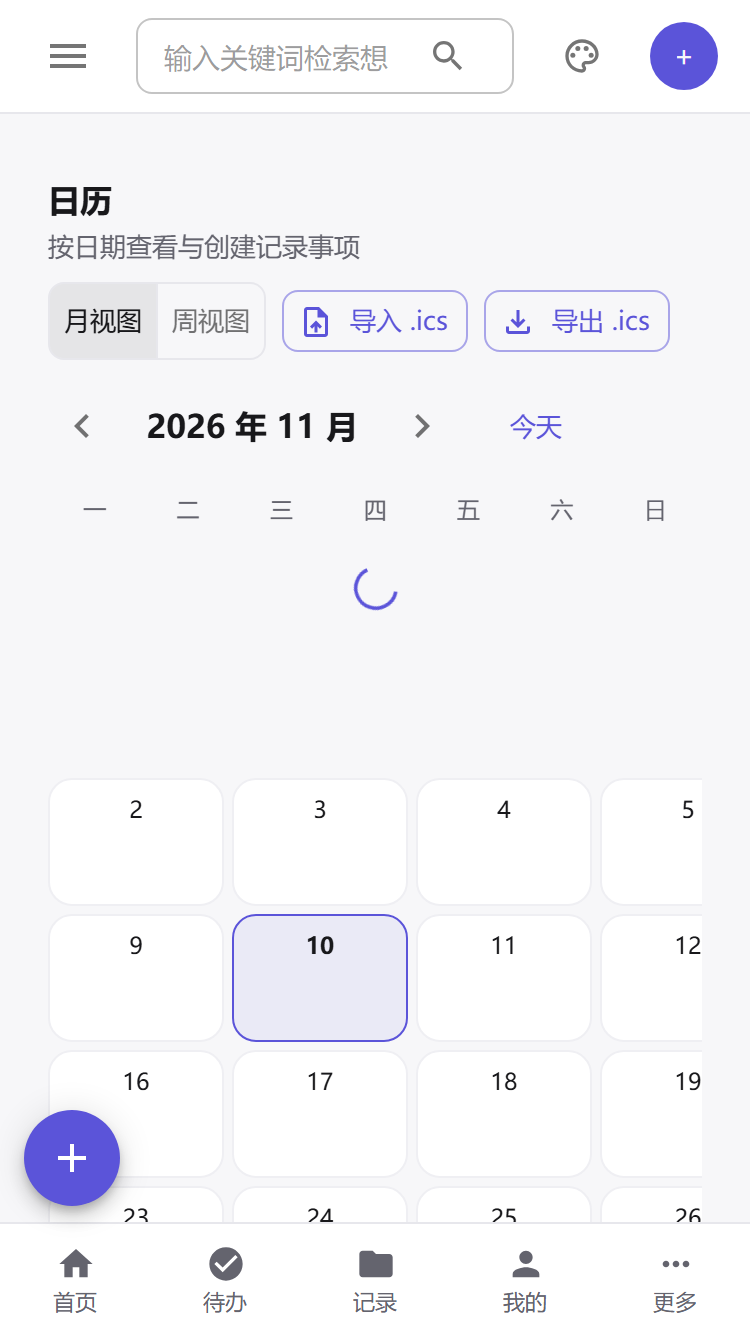 输入关键词检索想
+
日历
按日期查看与创建记录事项
月视图 周视图 导入 .ics 导出 .ics
2026 年 11 月 今天
一 二 三 四 五 六 日
2 3 4 5
9 10 11 12
16 17 18 19
23 24 25 26
首页 待办 记录 我的 更多